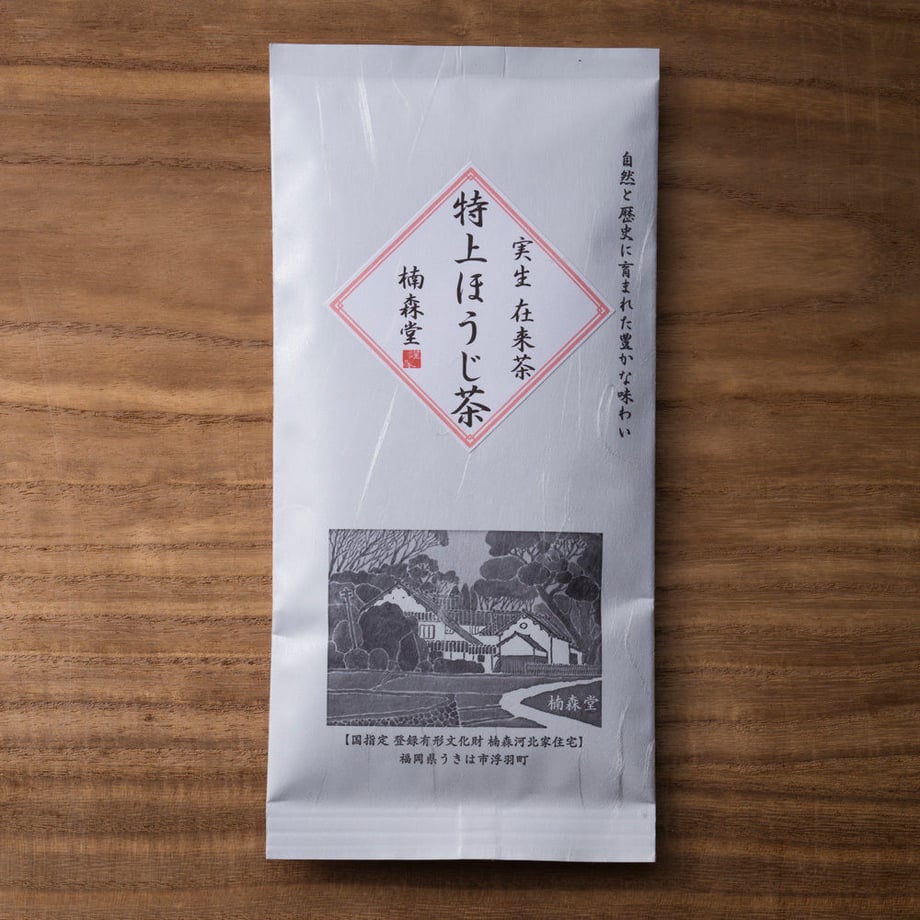 自然と歴史に育まれた豊かな味わい
実生 在来茶
特上ほうじ茶
楠森堂
楠森堂
【国指定 登録有形文化財 楠森河北家住宅】
福岡県うきは市浮羽町